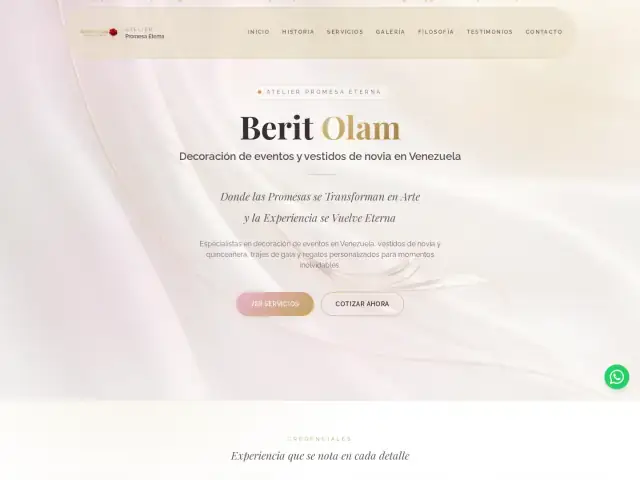 ATELIER
Promesa Eterna
INICIO
HISTORIA
SERVICIOS
GALERÍA
FILOSOFÍA
TESTIMONIOS
CONTACTO
ATELIER PROMESA ETERNA
Berit Olam
Decoración de eventos y vestidos de novia en Venezuela
Donde las Promesas se Transforman en Arte
y la Experiencia se Vuelve Eterna
Especialistas en decoración de eventos en Venezuela, vestidos de novia y
quinceañera, trajes de gala y regalos personalizados para momentos
inolvidables
VER SERVICIOS
COTIZAR AHORA
CREDENCIALES
Experiencia que se nota en cada detalle